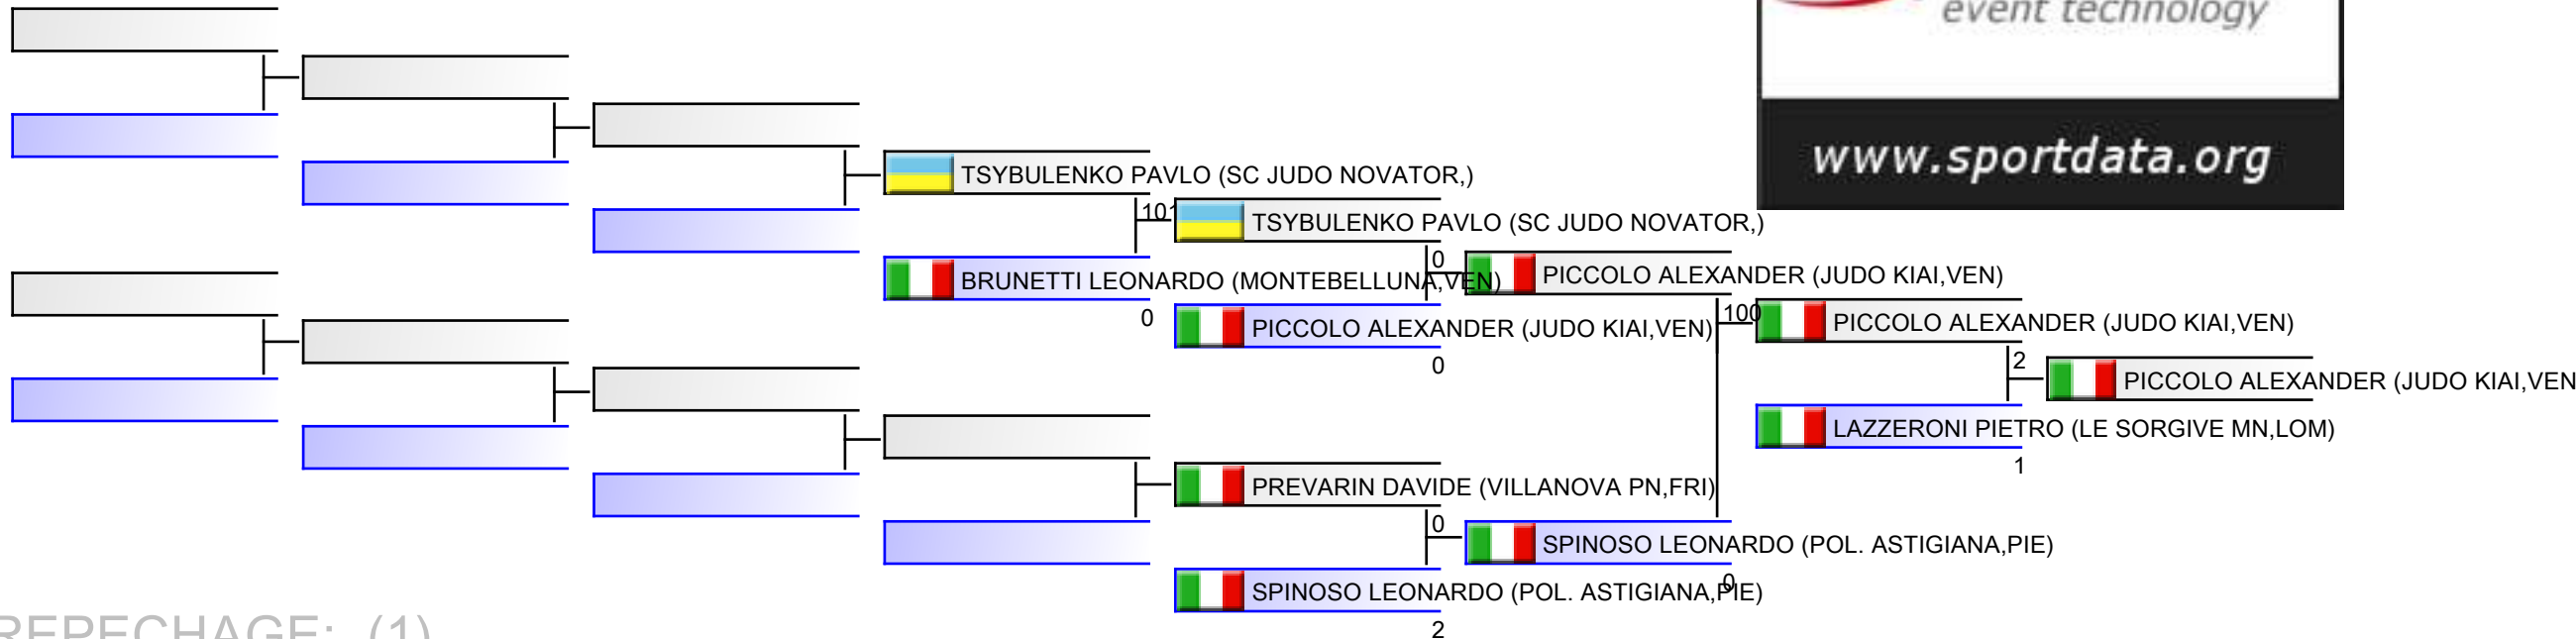 event technology
www.sportdata.org
TSYBULENKO PAVLO (SC JUDO NOVATOR,)
101
TSYBULENKO PAVLO (SC JUDO NOVATOR,)
0
BRUNETTI LEONARDO (MONTEBELLUNA,VEN)
0
PICCOLO ALEXANDER (JUDO KIAI,VEN)
PICCOLO ALEXANDER (JUDO KIAI,VEN)
0
100
PICCOLO ALEXANDER (JUDO KIAI,VEN)
2
PICCOLO ALEXANDER (JUDO KIAI,VEN
LAZZERONI PIETRO (LE SORGIVE MN,LOM)
1
PREVARIN DAVIDE (VILLANOVA PN,FRI)
0
SPINOSO LEONARDO (POL. ASTIGIANA,PIE)
0
SPINOSO LEONARDO (POL. ASTIGIANA,PIE)
2
REPECHAGE: (1)